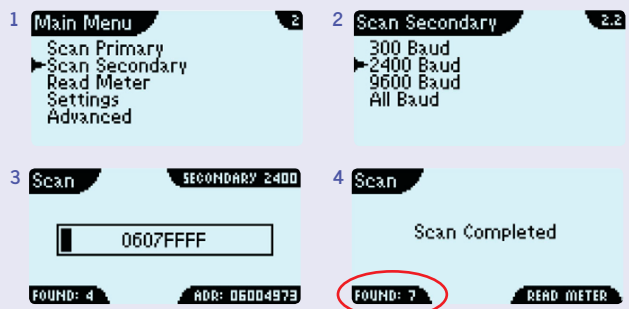 1 Main Menu 2
Scan Primary
Scan Secondary
Read Meter
Settings
Advanced
2 Scan Secondary 2.2
300 Baud
2400 Baud
9600 Baud
All Baud
3 Scan SECONDARY 2400
0607FFFF
FOUND: 4 ADR: 06004973
4 Scan
Scan Completed
FOUND: 7 READ METER